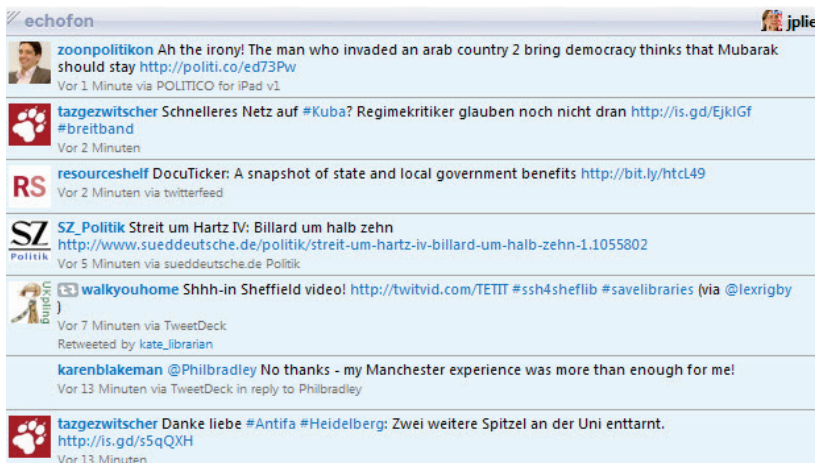 echofon
jplie
zoonpolitikon Ah the irony! The man who invaded an arab country 2 bring democracy thinks that Mubarak
should stay http://politi.co/ed73Pw
Vor 1 Minute via POLITICO for iPad v1
tazgezwitscher Schnelleres Netz auf #Kuba? Regimekritiker glauben noch nicht dran http://is.gd/EjklGf
#breitband
Vor 2 Minuten
RS
resourceshelf DocuTicker: A snapshot of state and local government benefits http://bit.ly/htcL49
Vor 2 Minuten via twitterfeed
SZ
Politik
SZ_Politik Streit um Hartz IV: Billard um halb zehn
http://www.sueddeutsche.de/politik/streit-um-hartz-iv-billard-um-halb-zehn-1.1055802
Vor 5 Minuten via sueddeutsche.de Politik
UKpling
walkyouhome Shhh-in Sheffield video! http://twitvid.com/TETIT #ssh4sheflib #savelibraries (via @lexrigby
)
Vor 7 Minuten via TweetDeck
Retweeted by kate_librarian
karenblakeman @Philbradley No thanks - my Manchester experience was more than enough for me!
Vor 13 Minuten via TweetDeck in reply to Philbradley
tazgezwitscher Danke liebe #Antifa #Heidelberg: Zwei weitere Spitzel an der Uni enttarnt.
http://is.gd/s5qQXH
Vor 13 Minuten